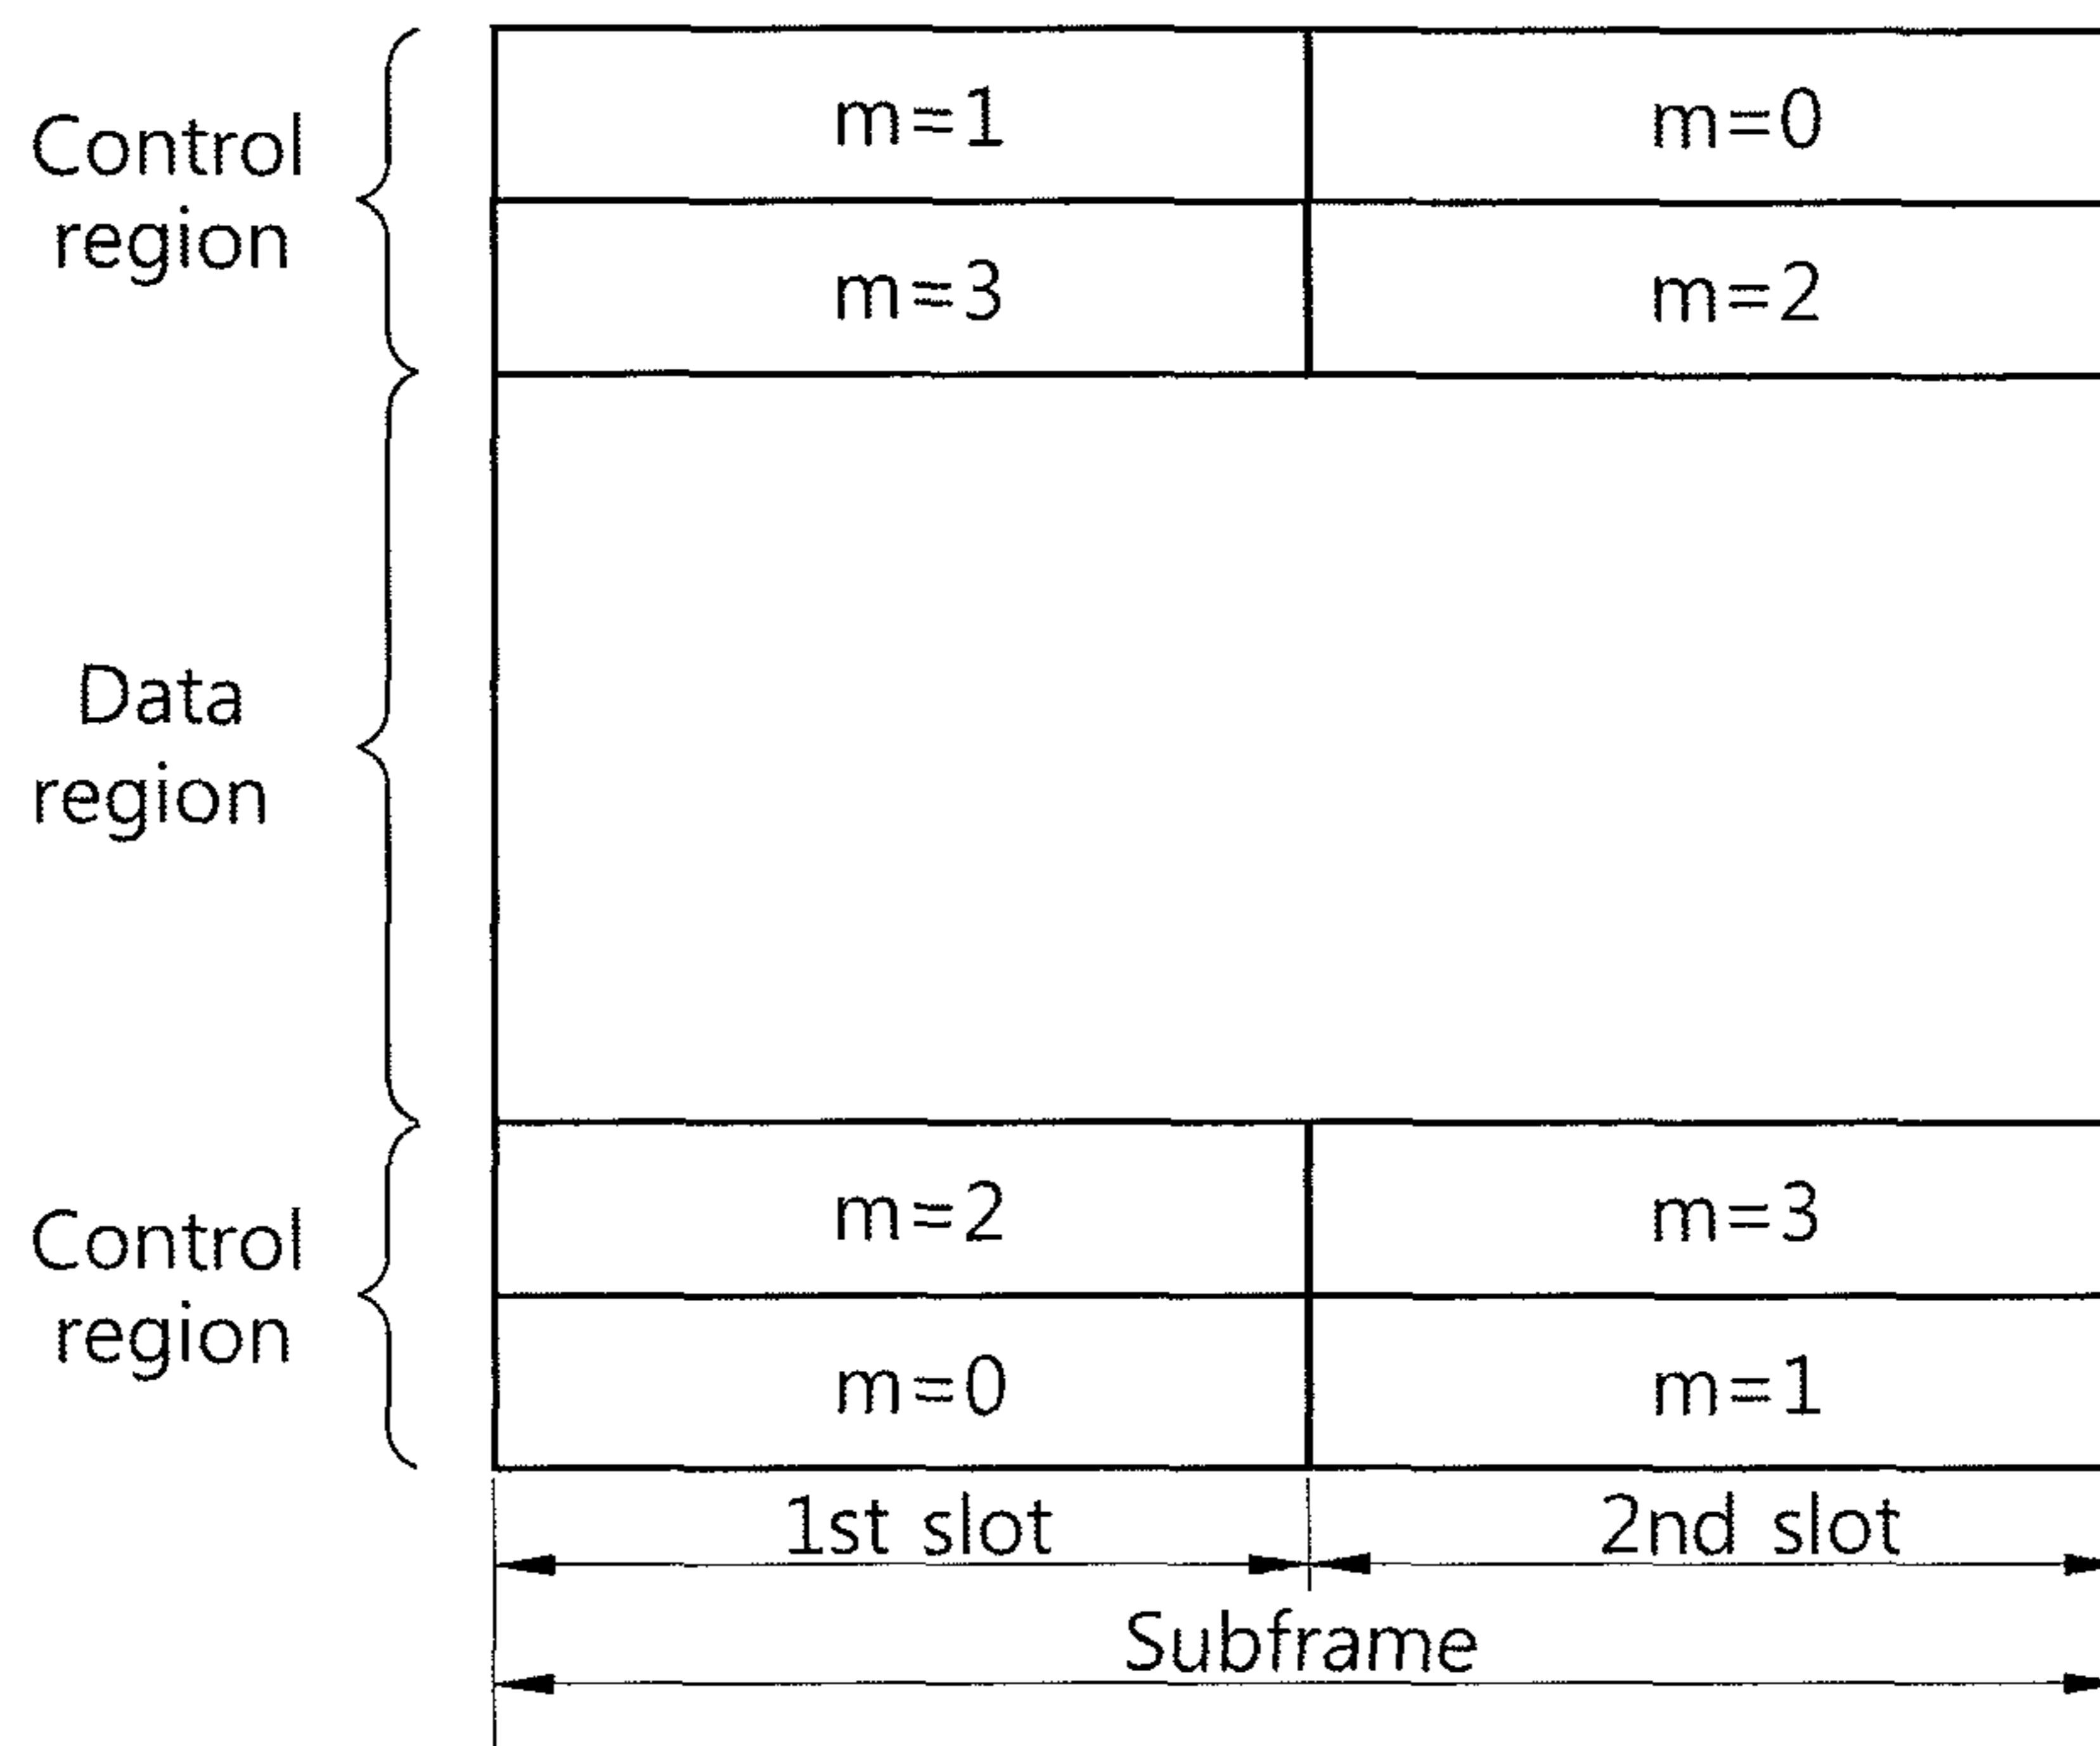 m=1 m=0
Control
region
m=3 m=2
Data
region
m=2 m=3
Control
region
m=0 m=1
1st slot 2nd slot
Subframe